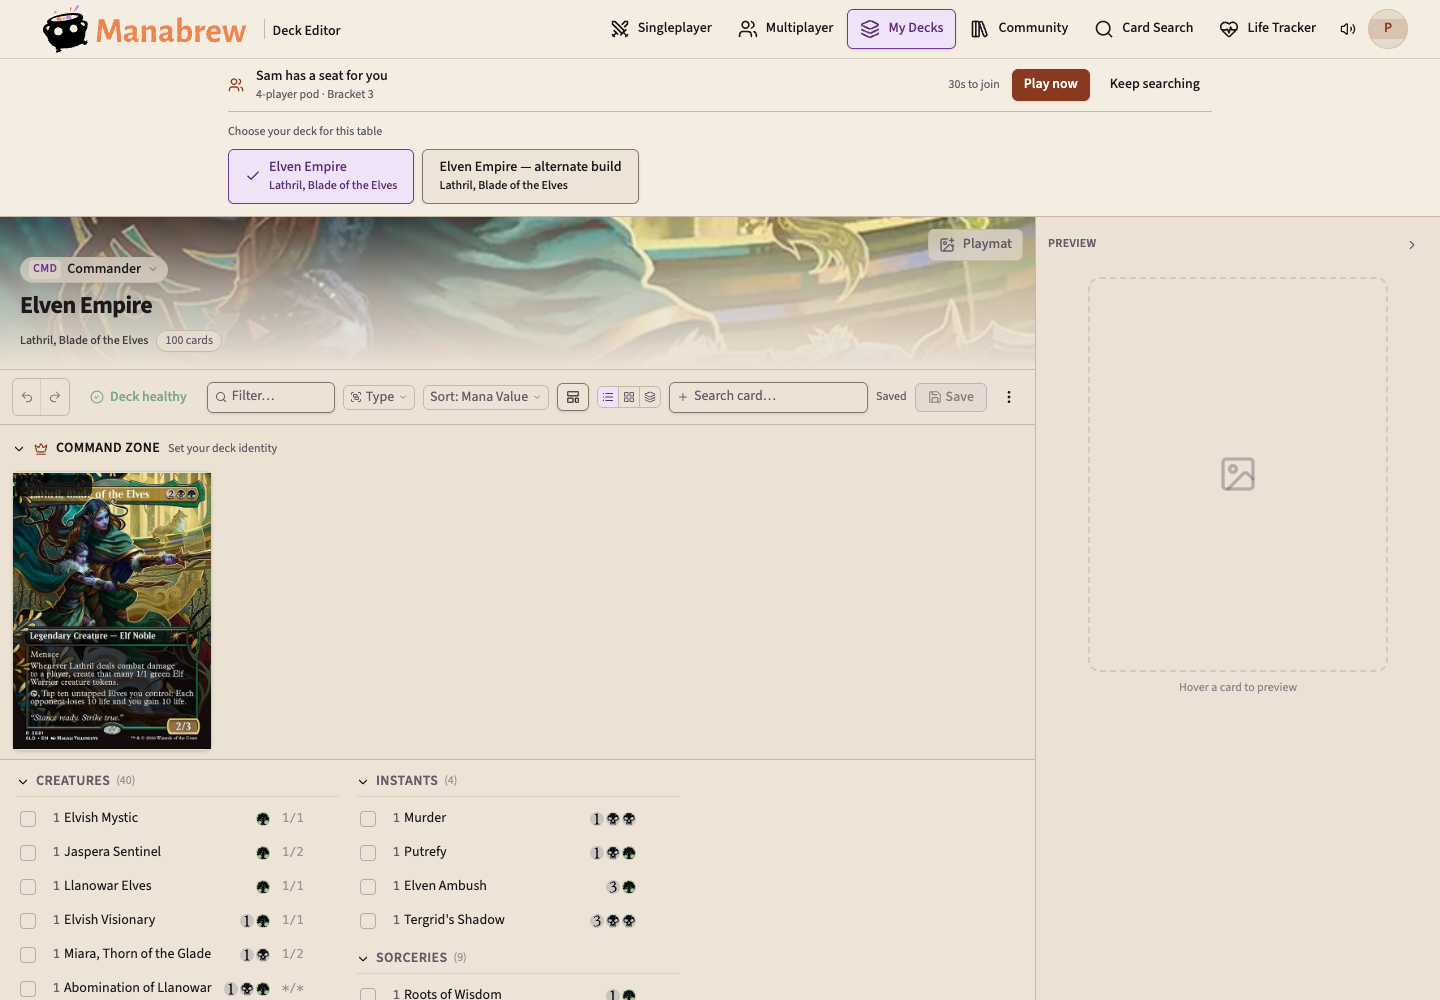 Manabrew
Deck Editor
Singleplayer
Multiplayer
My Decks
Community
Card Search
Life Tracker
P
Sam has a seat for you
4-player pod · Bracket 3
30s to join
Play now
Keep searching
Choose your deck for this table
Elven Empire
Lathril, Blade of the Elves
Elven Empire — alternate build
Lathril, Blade of the Elves
Playmat
CMD Commander
Elven Empire
Lathril, Blade of the Elves
100 cards
PREVIEW
Hover a card to preview
Deck healthy
Filter…
Type
Sort: Mana Value
Search card…
Saved
Save
COMMAND ZONE Set your deck identity
Lathril, Blade of the Elves 2
Legendary Creature — Elf Noble
Menace
Whenever Lathril deals combat damage
to a player, create that many 1/1 green Elf
Warrior creature tokens.
, Tap ten untapped Elves you control: Each
opponent loses 10 life and you gain 10 life.
"Stance ready. Strike true."
2/3
CREATURES (40)
1 Elvish Mystic 1/1
1 Jaspera Sentinel 1/2
1 Llanowar Elves 1/1
1 Elvish Visionary 1 1/1
1 Miara, Thorn of the Glade 1 1/2
1 Abomination of Llanowar 1 */*
INSTANTS (4)
1 Murder 1
1 Putrefy 1
1 Elven Ambush 3
1 Tergrid's Shadow 3
SORCERIES (9)
1 Roots of Wisdom 1